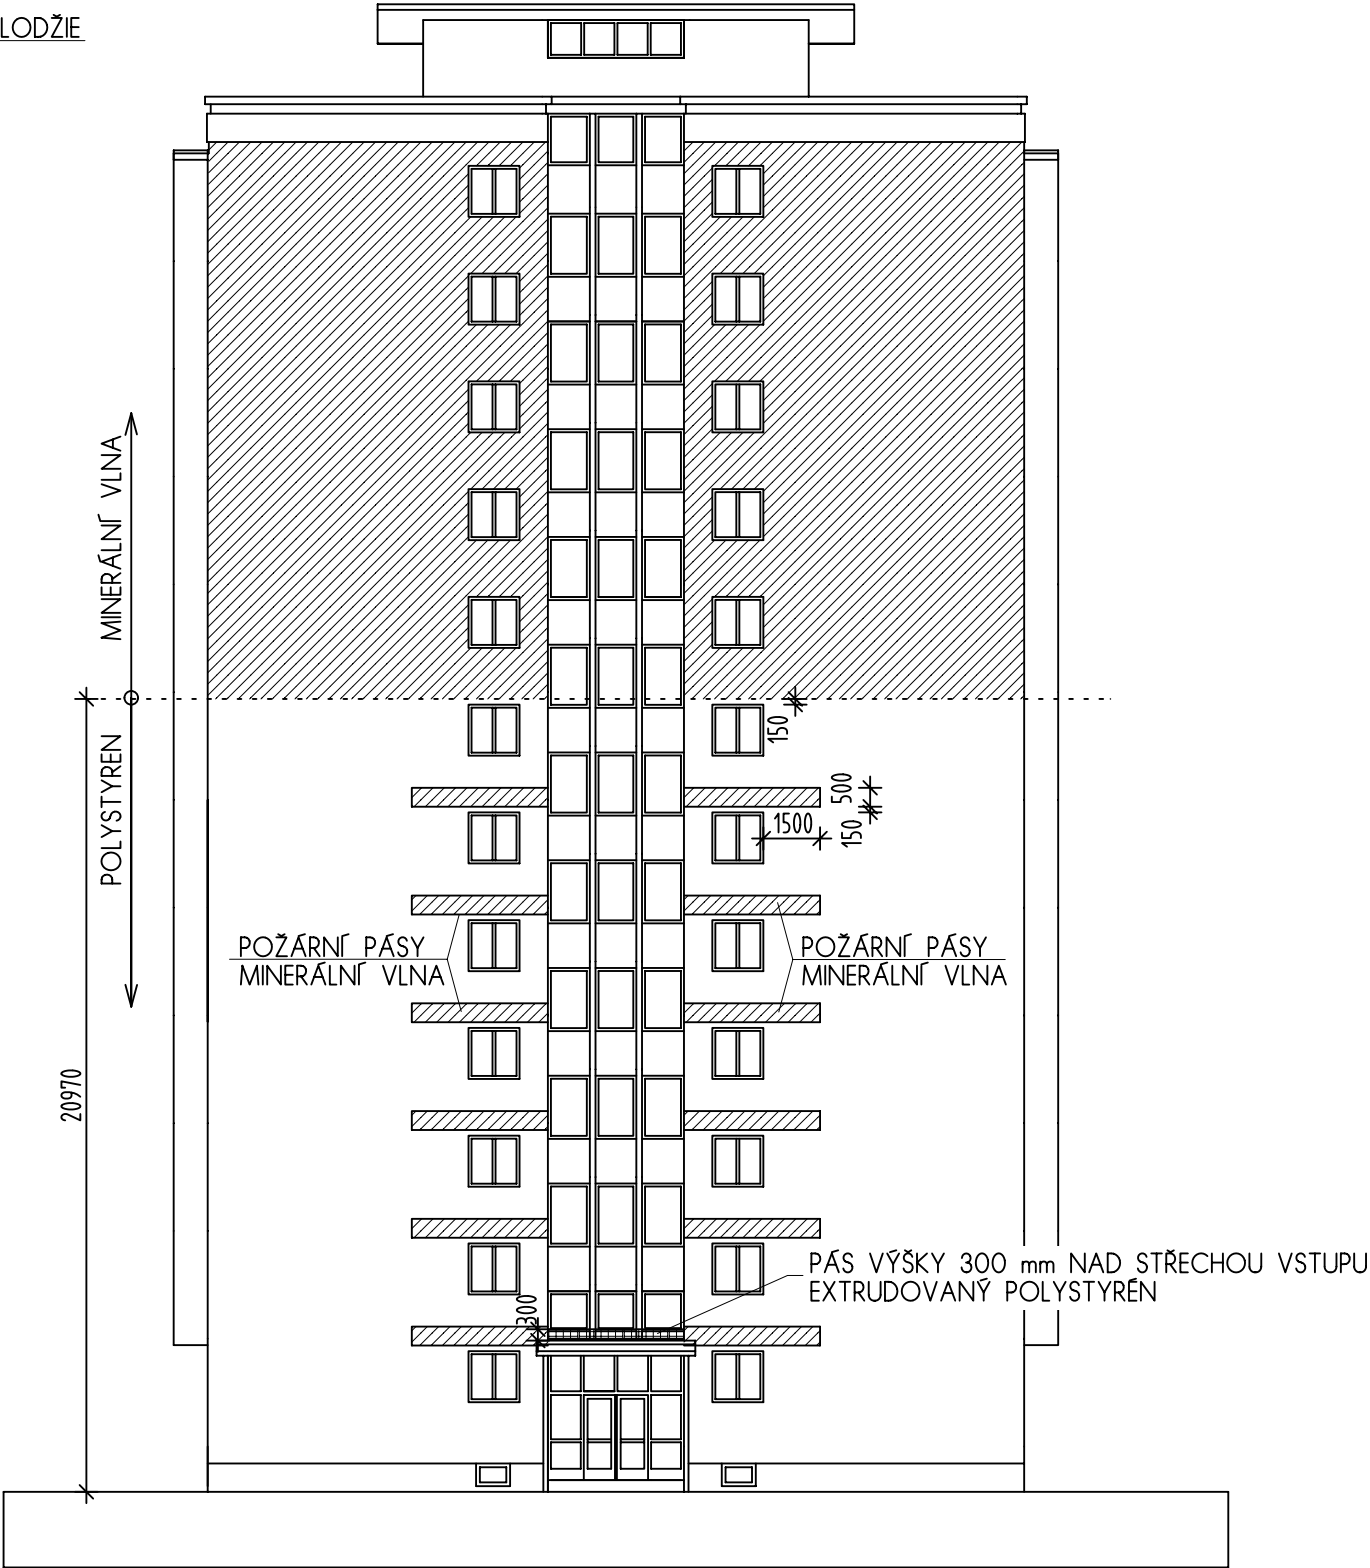 LODŽIE
MINERÁLNÍ VLNA
POLYSTYREN
150
500
1500
150
POŽÁRNÍ PÁSY
MINERÁLNÍ VLNA
POŽÁRNÍ PÁSY
MINERÁLNÍ VLNA
20970
PÁS VÝŠKY 300 mm NAD STŘECHOU VSTUPU
EXTRUDOVANÝ POLYSTYRÉN
300